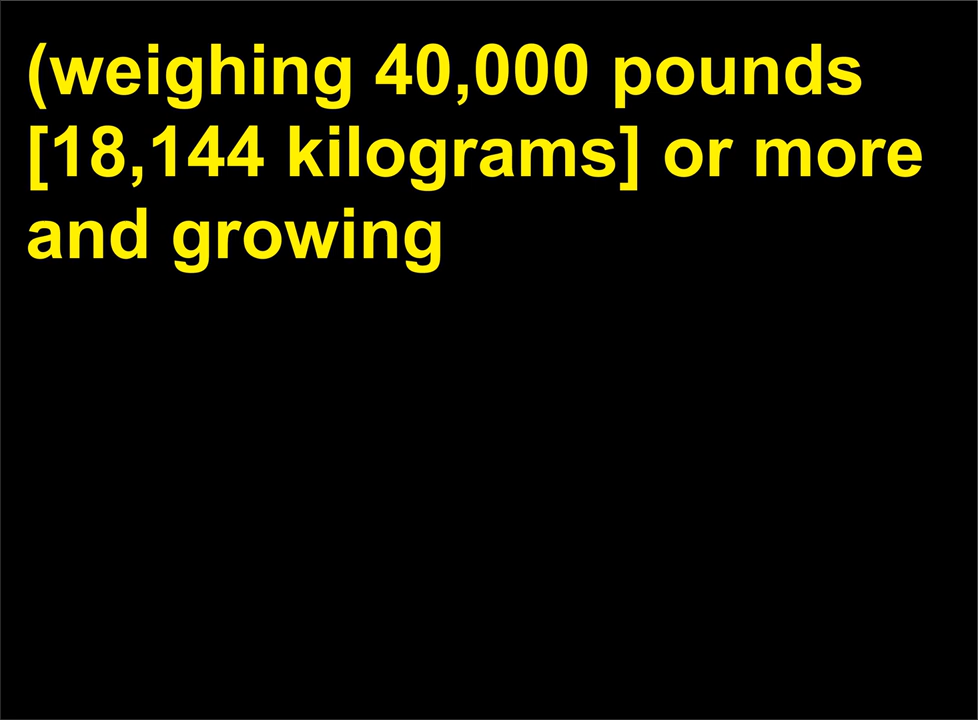 (weighing 40,000 pounds
[18,144 kilograms] or more
and growing